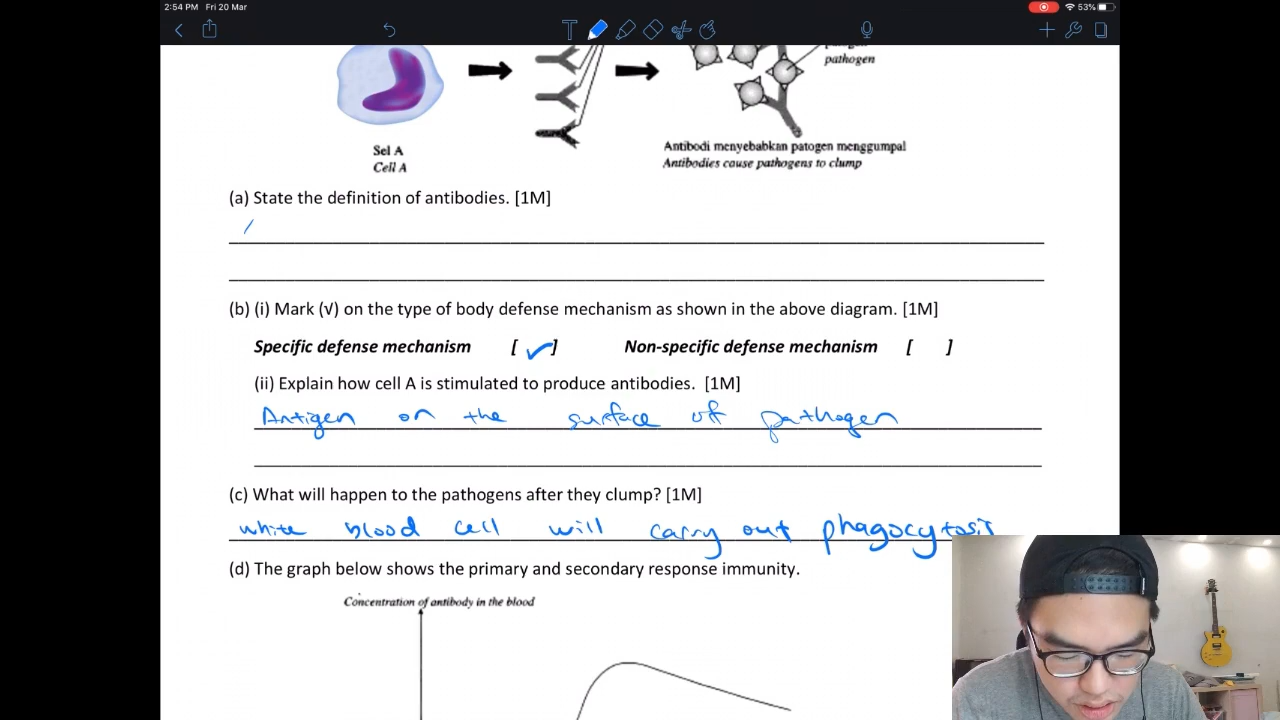 2:54 PM Fri 20 Mar
53%
T
pathogen
Sel A
Cell A
Antibodi menyebabkan patogen menggumpal
Antibodies cause pathogens to clump
(a) State the definition of antibodies. [1M]
(b) (i) Mark (√) on the type of body defense mechanism as shown in the above diagram. [1M]
Specific defense mechanism [ ✓ ] Non-specific defense mechanism [ ]
(ii) Explain how cell A is stimulated to produce antibodies. [1M]
Antigen on the surface of pathogen
(c) What will happen to the pathogens after they clump? [1M]
white blood cell will carry out phagocytosis
(d) The graph below shows the primary and secondary response immunity.
Concentration of antibody in the blood